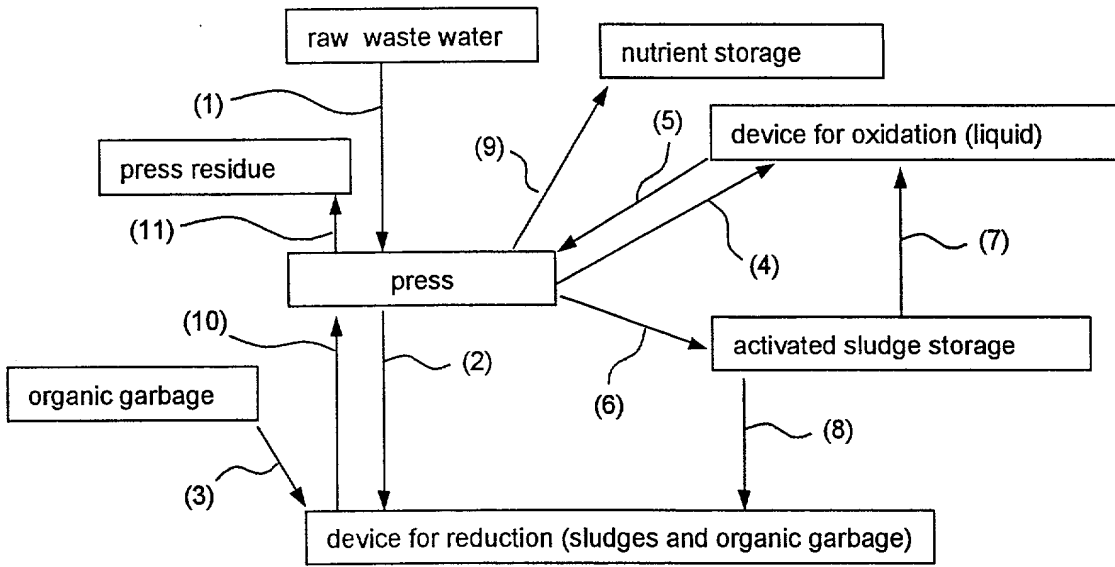 raw waste water
nutrient storage
(1)
(5)
device for oxidation (liquid)
(9)
press residue
(11)
(4)
(7)
press
(10)
(2)
activated sludge storage
organic garbage
(6)
(8)
(3)
device for reduction (sludges and organic garbage)